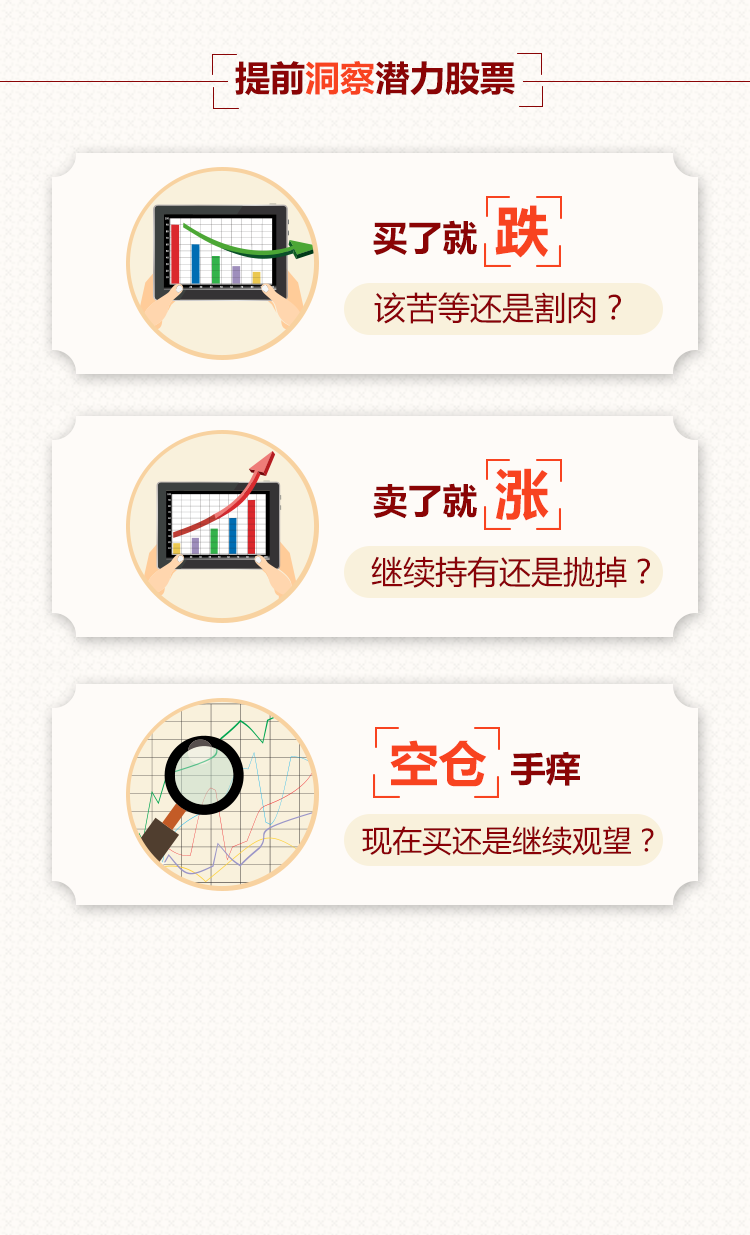 提前洞察潜力股票
买了就跌
该苦等还是割肉？
卖了就涨
继续持有还是抛掉？
空仓手痒
现在买还是继续观望？